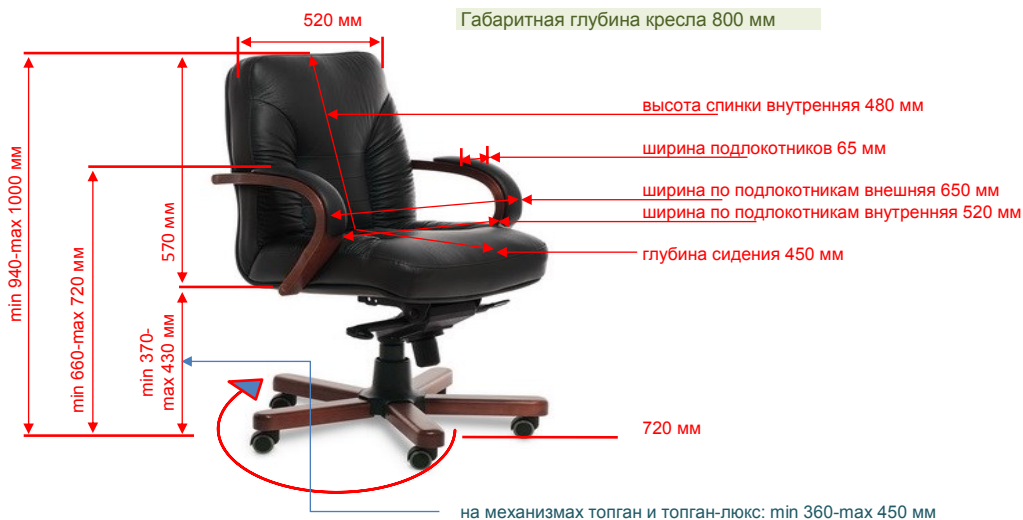 520 мм
Габаритная глубина кресла 800 мм
высота спинки внутренняя 480 мм
ширина подлокотников 65 мм
ширина по подлокотникам внешняя 650 мм
ширина по подлокотникам внутренняя 520 мм
глубина сидения 450 мм
min 940-max 1000 мм
min 660-max 720 мм
570 мм
min 370-
max 430 мм
720 мм
на механизмах топган и топган-люкс: min 360-max 450 мм